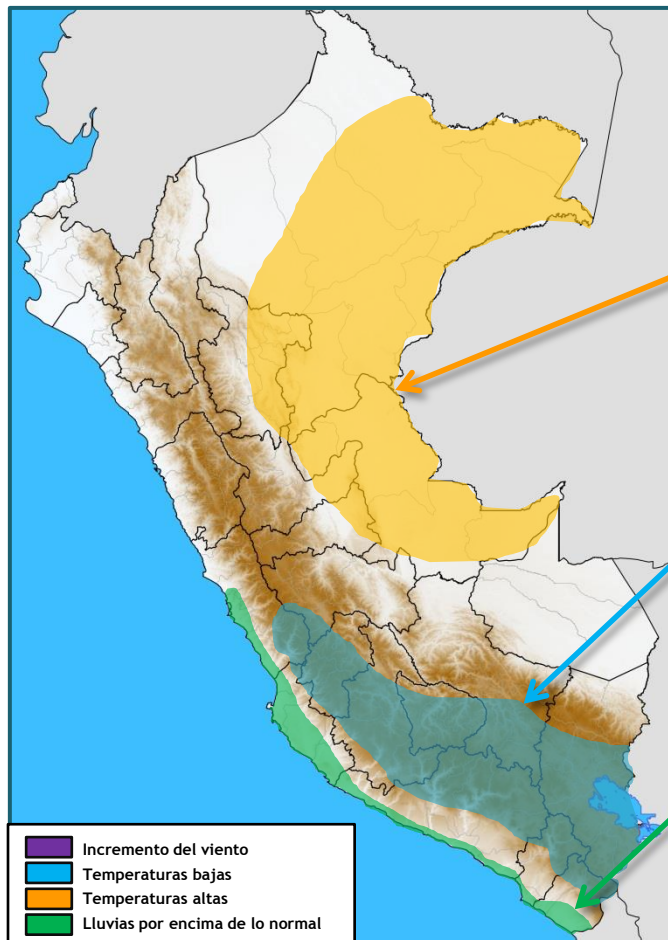 Incremento del viento
Temperaturas bajas
Temperaturas altas
Lluvias por encima de lo normal